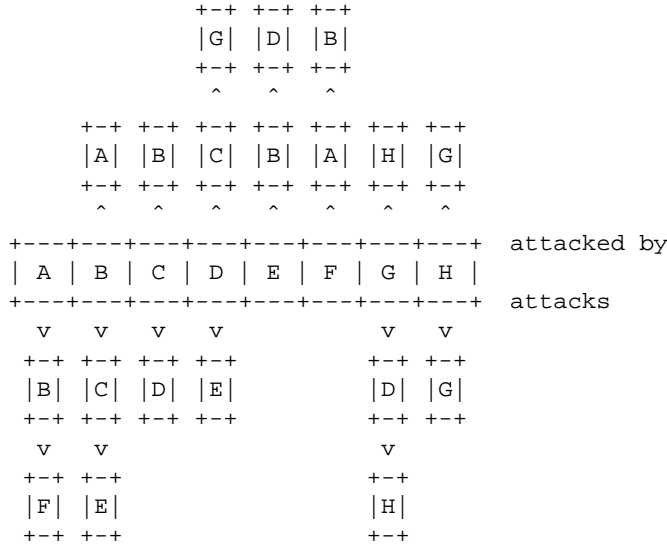 +-+ +-+ +-+
|G| |D| |B|
+-+ +-+ +-+
^ ^ ^
+-+ +-+ +-+ +-+ +-+ +-+ +-+
|A| |B| |C| |B| |A| |H| |G|
+-+ +-+ +-+ +-+ +-+ +-+ +-+
^ ^ ^ ^ ^ ^ ^
+---+---+---+---+---+---+---+---+ attacked by
| A | B | C | D | E | F | G | H |
+---+---+---+---+---+---+---+---+ attacks
v v v v v v
+-+ +-+ +-+ +-+ +-+ +-+
|B| |C| |D| |E| |D| |G|
+-+ +-+ +-+ +-+ +-+ +-+
v v v
+-+ +-+ +-+
|F| |E| |H|
+-+ +-+ +-+